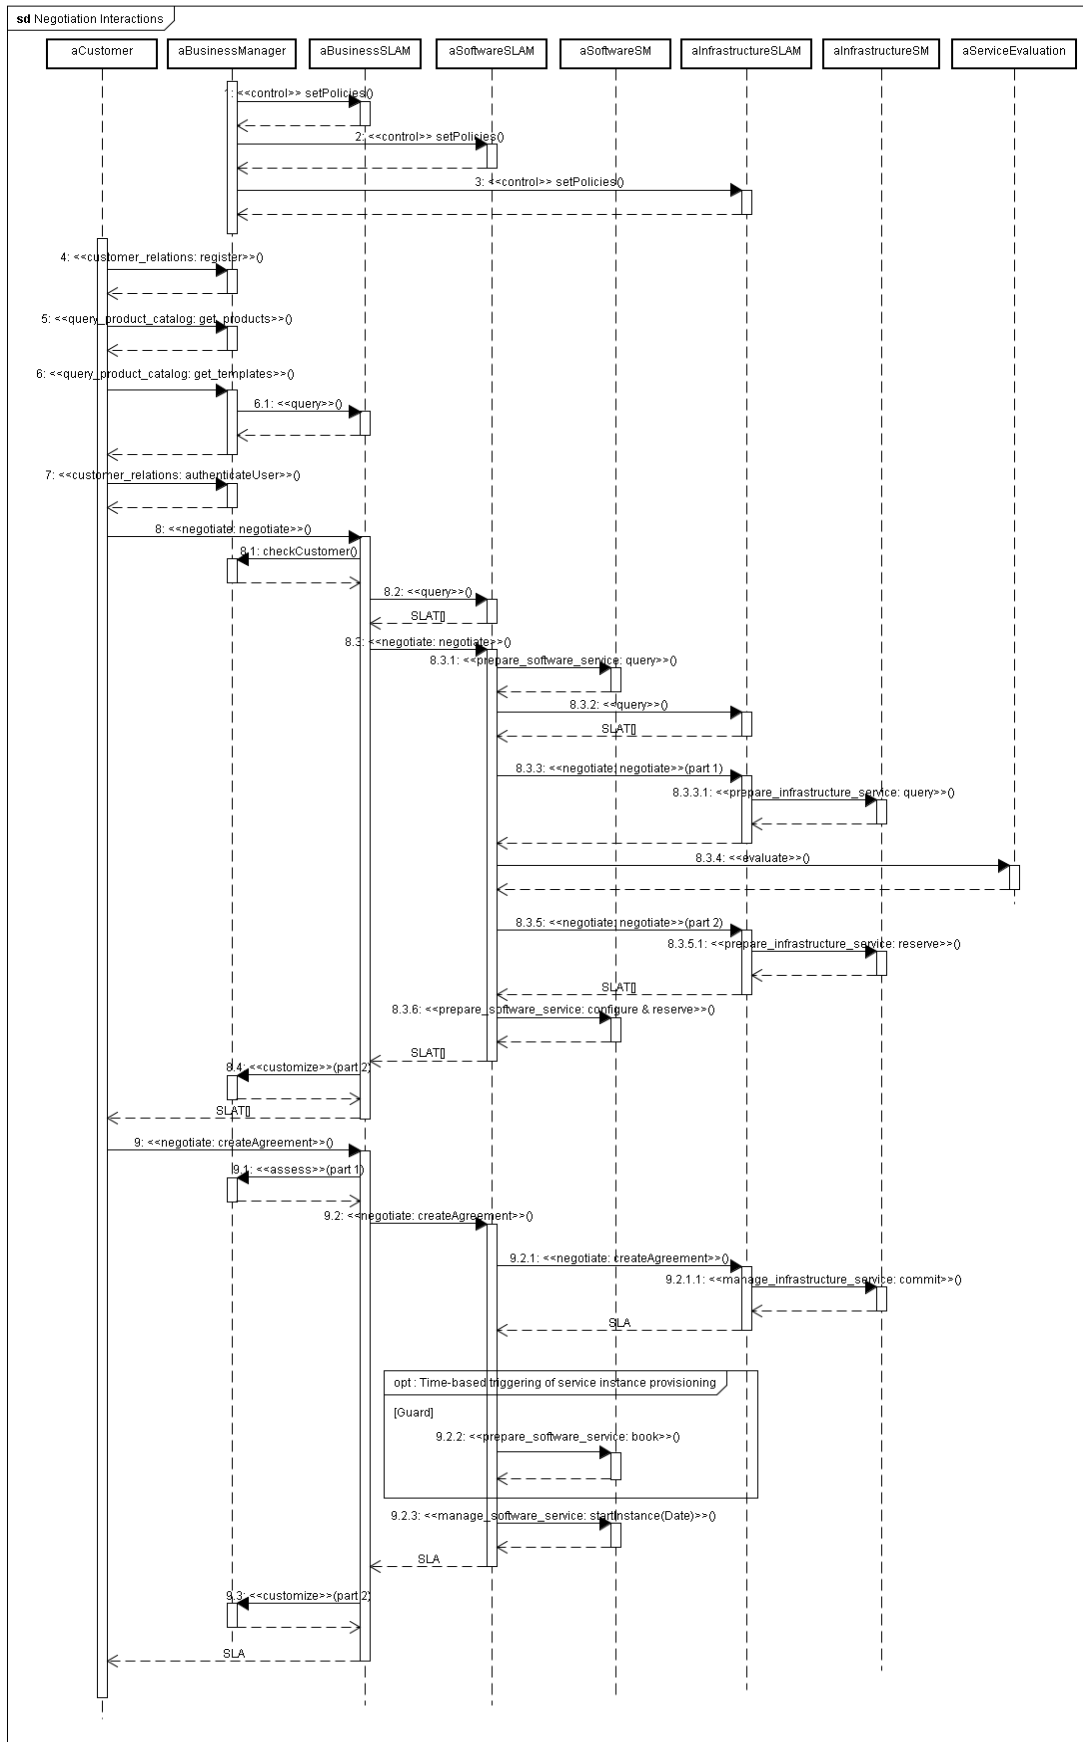 sd Negotiation Interactions
aCustomer
aBusinessManager
aBusinessSLAM
aSoftwareSLAM
aSoftwareSM
aInfrastructureSLAM
aInfrastructureSM
aServiceEvaluation
1: <<control>> setPolicies()
2: <<control>> setPolicies()
3: <<control>> setPolicies()
4: <<customer_relations: register>>()
5: <<query_product_catalog: get_products>>()
6: <<query_product_catalog: get_templates>>()
6.1: <<query>>()
7: <<customer_relations: authenticateUser>>()
8: <<negotiate: negotiate>>()
8.1: checkCustomer()
8.2: <<query>>()
SLAT[]
8.3: <<negotiate: negotiate>>()
8.3.1: <<prepare_software_service: query>>()
8.3.2: <<query>>()
SLAT[]
8.3.3: <<negotiate: negotiate>>(part 1)
8.3.3.1: <<prepare_infrastructure_service: query>>()
8.3.4: <<evaluate>>()
8.3.5: <<negotiate: negotiate>>(part 2)
8.3.5.1: <<prepare_infrastructure_service: reserve>>()
SLAT[]
8.3.6: <<prepare_software_service: configure & reserve>>()
SLAT[]
8.4: <<customize>>(part 2)
SLAT[]
9: <<negotiate: createAgreement>>()
9.1: <<assess>>(part 1)
9.2: <<negotiate: createAgreement>>()
9.2.1: <<negotiate: createAgreement>>()
9.2.1.1: <<manage_infrastructure_service: commit>>()
SLA
opt : Time-based triggering of service instance provisioning
[Guard]
9.2.2: <<prepare_software_service: book>>()
9.2.3: <<manage_software_service: startInstance(Date)>>()
SLA
9.3: <<customize>>(part 2)
SLA